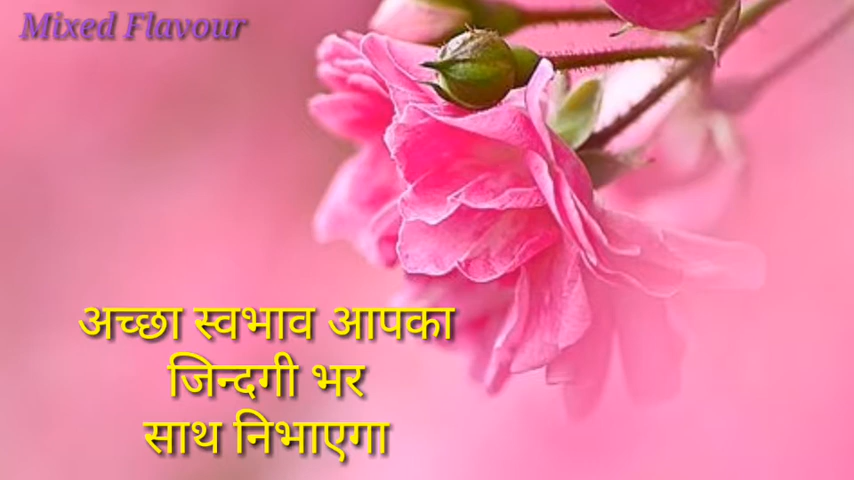 Mixed Flavour
अच्छा स्वभाव आपका
जिन्दगी भर
साथ निभाएगा